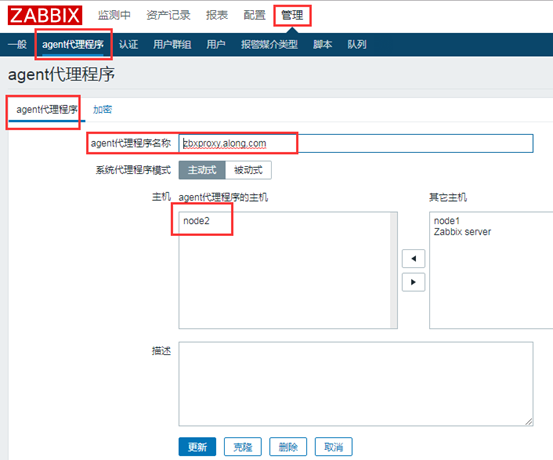 ZABBIX 监测中 资产记录 报表 配置 管理
一般 agent代理程序 认证 用户群组 用户 报警媒介类型 脚本 队列
agent代理程序
agent代理程序 加密
agent代理程序名称 zbxproxy.along.com
系统代理程序模式 主动式 被动式
主机 agent代理程序的主机 其它主机
node2 node1
Zabbix server
描述
更新 克隆 删除 取消